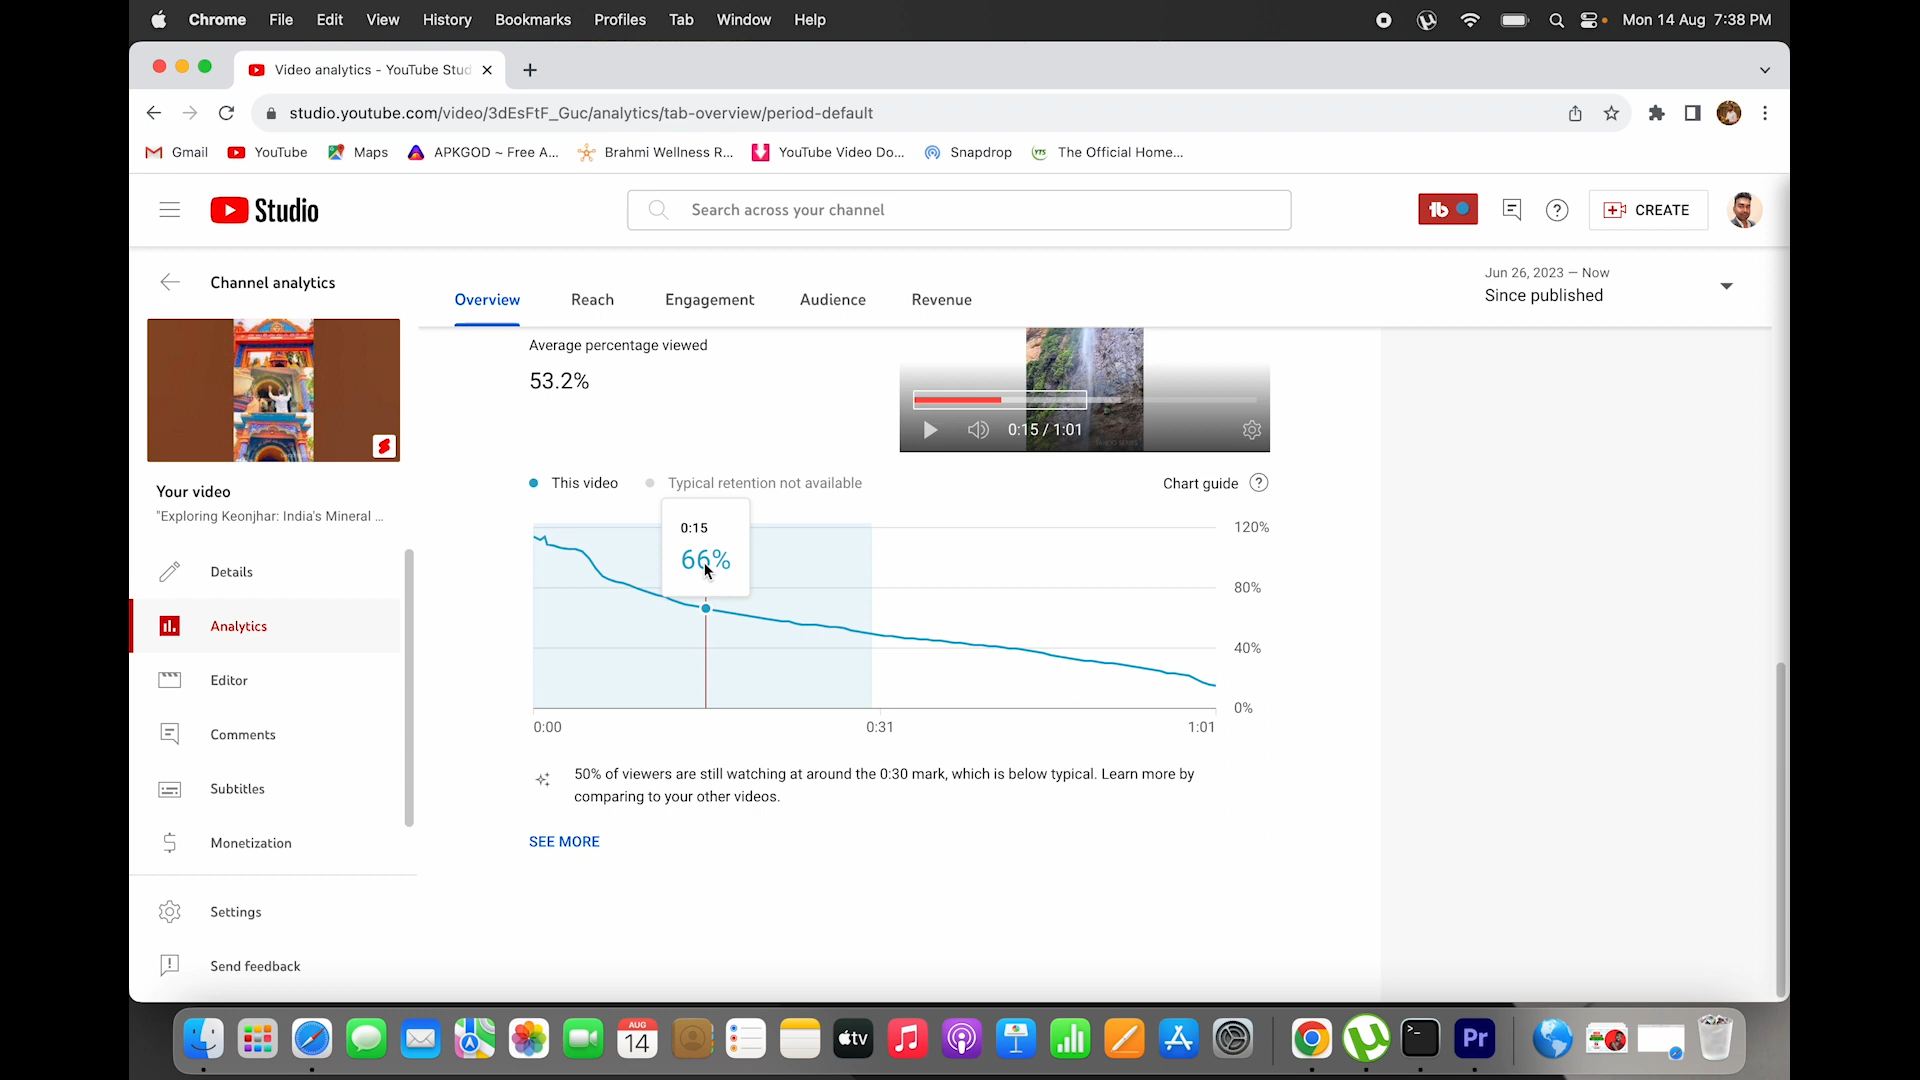 Chrome File Edit View History Bookmarks Profiles Tab Window Help
Mon 14 Aug 7:38 PM
Video analytics - YouTube Stud
studio.youtube.com/video/3dEsFtF_Guc/analytics/tab-overview/period-default
Gmail YouTube Maps APKGOD ~ Free A... Brahmi Wellness R... YouTube Video Do... Snapdrop YTS The Official Home...
Studio
Search across your channel
tb
CREATE
Channel analytics
Overview Reach Engagement Audience Revenue
Jun 26, 2023 – Now
Since published
Average percentage viewed
53.2%
0:15 / 1:01
Your video
"Exploring Keonjhar: India's Mineral ...
This video
Typical retention not available
Chart guide
0:15
66%
120%
80%
40%
0%
0:00
0:31
1:01
50% of viewers are still watching at around the 0:30 mark, which is below typical. Learn more by
comparing to your other videos.
SEE MORE
Details
Analytics
Editor
Comments
Subtitles
Monetization
Settings
Send feedback
AUG
14
tv
Pr